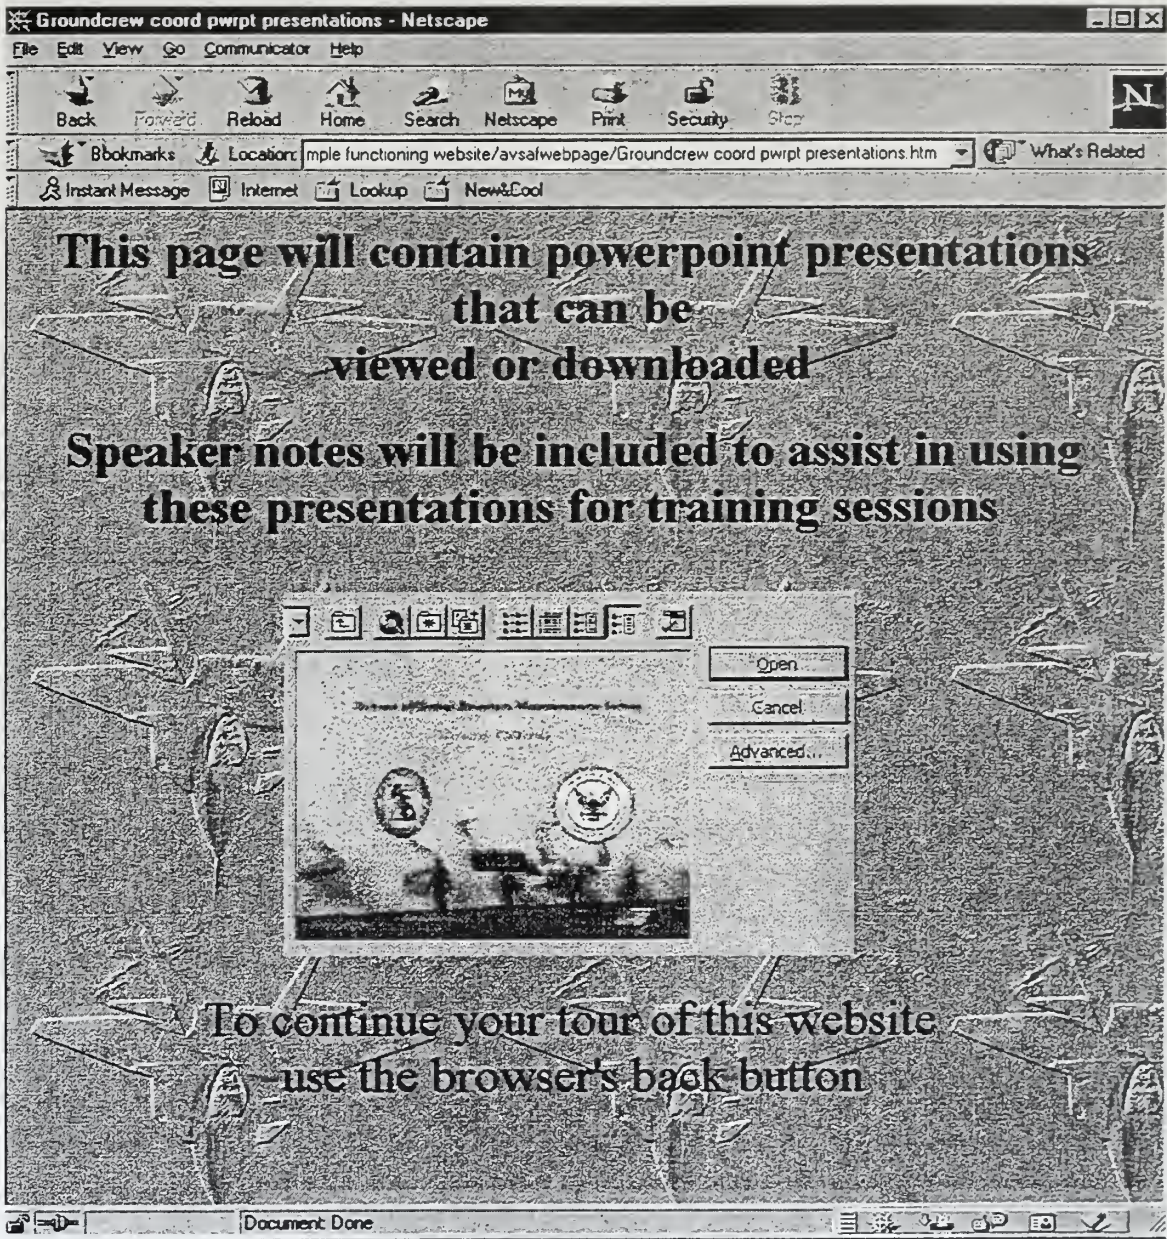 Groundcrew coord pwrpt presentations - Netscape
File Edit View Go Communicator Help
Back Forward Reload Home Search Netscape Print Security Stop
Bookmarks Location: mple functioning website/avsafwebpage/Groundcrew coord pwrpt presentations.htm What's Related
Instant Message Internet Lookup New&Cool
This page will contain powerpoint presentations
that can be
viewed or downloaded
Speaker notes will be included to assist in using
these presentations for training sessions
Open
Cancel
Advanced...
To continue your tour of this website
use the browser's back button
Document: Done